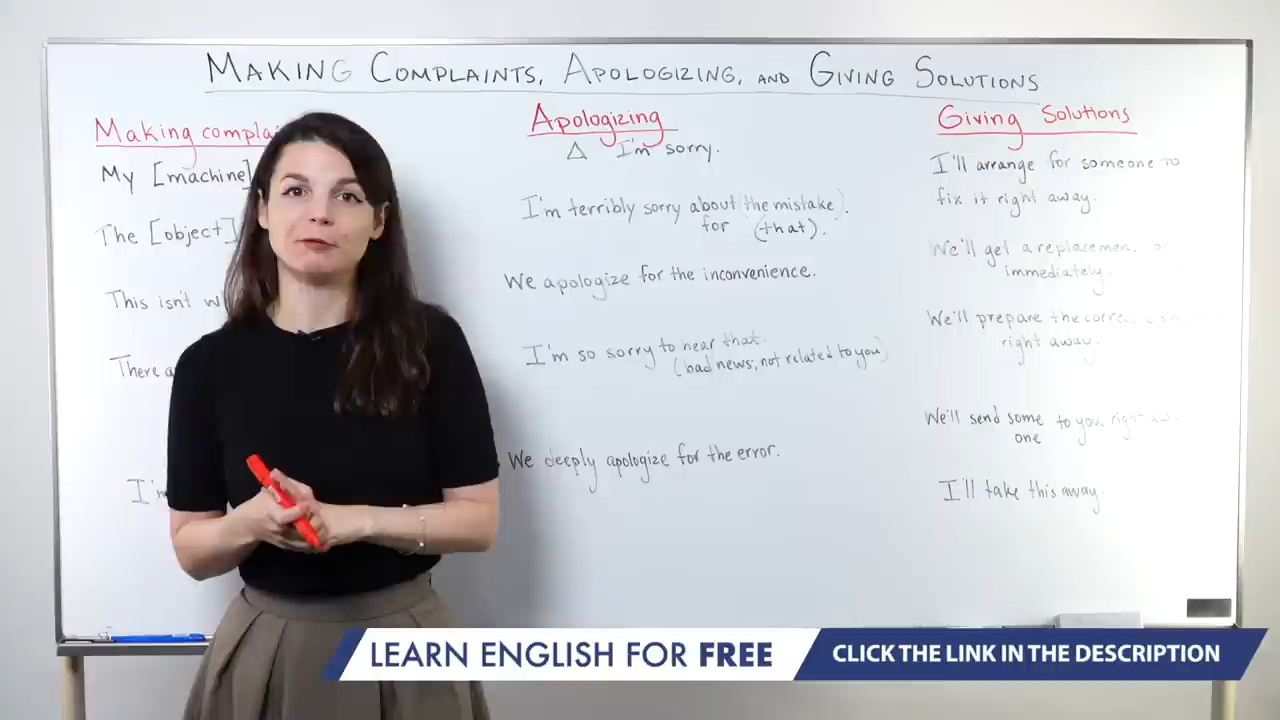 MAKING COMPLAINTS, APOLOGIZING, AND GIVING SOLUTIONS
Making complai
My [machine]
The [object]
This isn't w
There a
I'm
Apologizing
△ I'm sorry.
I'm terribly sorry about (the mistake).
for (that).
We apologize for the inconvenience.
I'm so sorry to hear that.
(bad news, not related to you)
We deeply apologize for the error.
Giving Solutions
I'll arrange for someone to
fix it right away.
We'll get a replacemen
immediately.
We'll prepare the corre
right away.
We'll send some to you right aw
one
I'll take this away.
LEARN ENGLISH FOR FREE
CLICK THE LINK IN THE DESCRIPTION